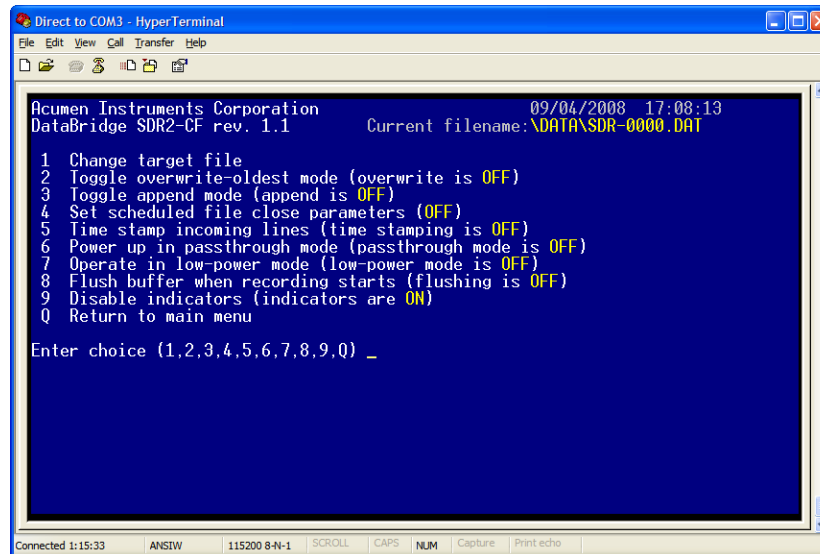 Direct to COM3 - HyperTerminal
File Edit View Call Transfer Help
Acumen Instruments Corporation 09/04/2008 17:08:13
DataBridge SDR2-CF rev. 1.1 Current filename:\DATA\SDR-0000.DAT
1 Change target file
2 Toggle overwrite-oldest mode (overwrite is OFF)
3 Toggle append mode (append is OFF)
4 Set scheduled file close parameters (OFF)
5 Time stamp incoming lines (time stamping is OFF)
6 Power up in passthrough mode (passthrough mode is OFF)
7 Operate in low-power mode (low-power mode is OFF)
8 Flush buffer when recording starts (flushing is OFF)
9 Disable indicators (indicators are ON)
Q Return to main menu
Enter choice (1,2,3,4,5,6,7,8,9,Q) _
Connected 1:15:33 ANSIW 115200 8-N-1 SCROLL CAPS NUM Capture Print echo